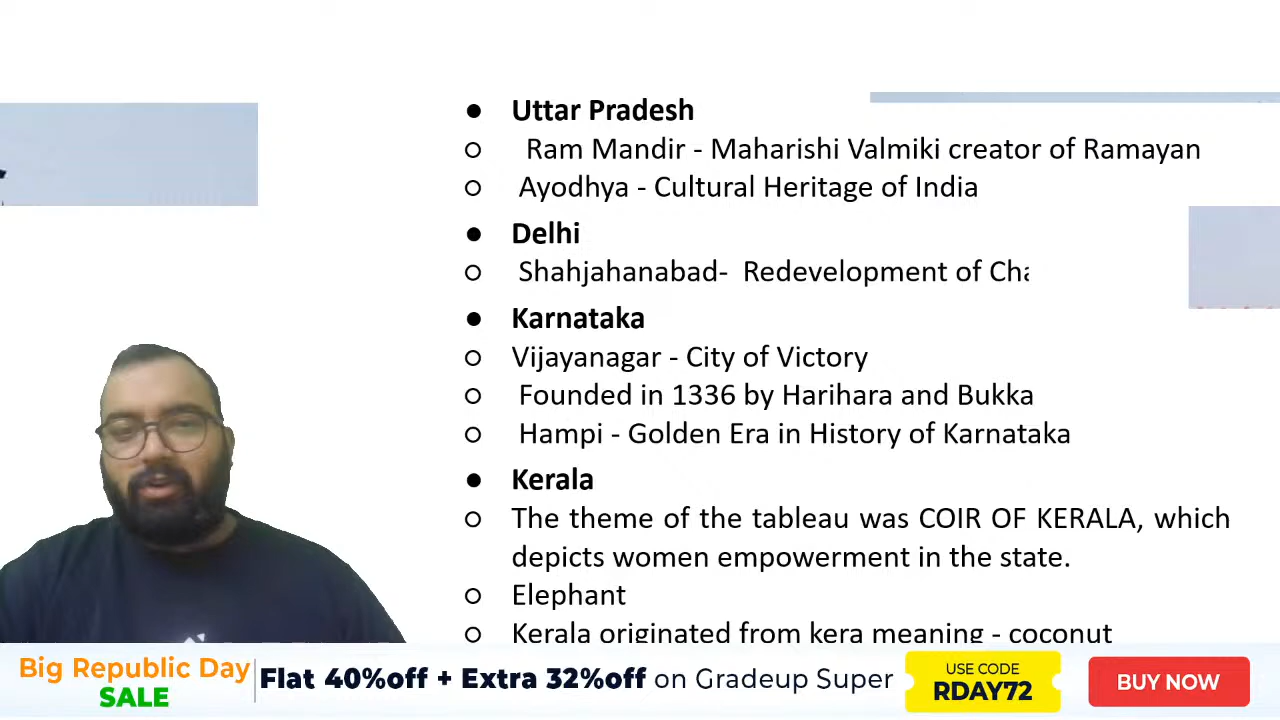 ● Uttar Pradesh
○ Ram Mandir - Maharishi Valmiki creator of Ramayan
○ Ayodhya - Cultural Heritage of India
● Delhi
○ Shahjahanabad- Redevelopment of
● Karnataka
○ Vijayanagar - City of Victory
○ Founded in 1336 by Harihara and Bukka
○ Hampi - Golden Era in History of Karnataka
● Kerala
○ The theme of the tableau was COIR OF KERALA, which
depicts women empowerment in the state.
○ Elephant
○ Kerala originated from kera meaning - coconut
Big Republic Day
SALE
Flat 40%off + Extra 32%off on Gradeup Super
USE CODE
RDAY72
BUY NOW